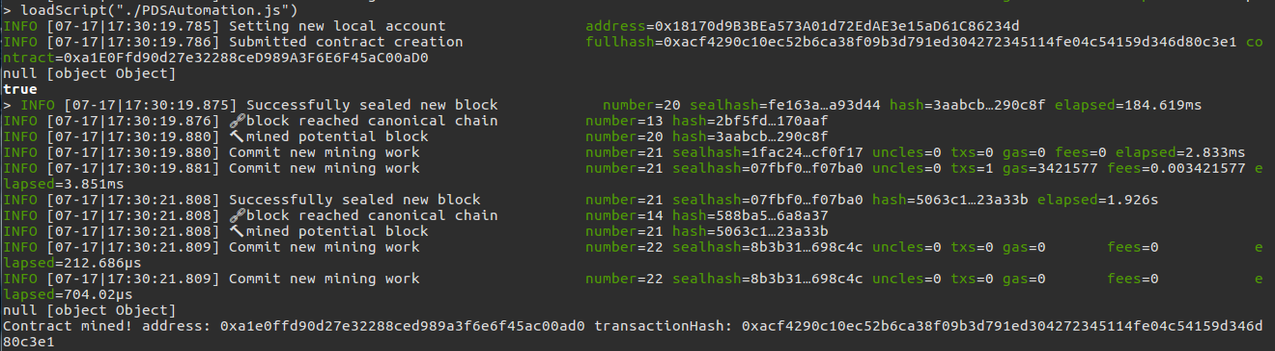 > loadScript("./PDSAutomation.js")
INFO [07-17|17:30:19.785] Setting new local account address=0x18170d9B3BEa573A01d72EdAE3e15aD61C86234d
INFO [07-17|17:30:19.786] Submitted contract creation fullhash=0xacf4290c10ec52b6ca38f09b3d791ed304272345114fe04c54159d346d80c3e1 co
ntract=0xa1E0Ffd90d27e32288ceD989A3F6E6F45aC00aD0
null [object Object]
true
> INFO [07-17|17:30:19.875] Successfully sealed new block number=20 sealhash=fe163a…a93d44 hash=3aabcb…290c8f elapsed=184.619ms
INFO [07-17|17:30:19.876] 🔗block reached canonical chain number=13 hash=2bf5fd…170aaf
INFO [07-17|17:30:19.880] 🔨mined potential block number=20 hash=3aabcb…290c8f
INFO [07-17|17:30:19.880] Commit new mining work number=21 sealhash=1fac24…cf0f17 uncles=0 txs=0 gas=0 fees=0 elapsed=2.833ms
INFO [07-17|17:30:19.881] Commit new mining work number=21 sealhash=07fbf0…f07ba0 uncles=0 txs=1 gas=3421577 fees=0.003421577 e
lapsed=3.851ms
INFO [07-17|17:30:21.808] Successfully sealed new block number=21 sealhash=07fbf0…f07ba0 hash=5063c1…23a33b elapsed=1.926s
INFO [07-17|17:30:21.808] 🔗block reached canonical chain number=14 hash=588ba5…6a8a37
INFO [07-17|17:30:21.808] 🔨mined potential block number=21 hash=5063c1…23a33b
INFO [07-17|17:30:21.809] Commit new mining work number=22 sealhash=8b3b31…698c4c uncles=0 txs=0 gas=0 fees=0 e
lapsed=212.686µs
INFO [07-17|17:30:21.809] Commit new mining work number=22 sealhash=8b3b31…698c4c uncles=0 txs=0 gas=0 fees=0 e
lapsed=704.02µs
null [object Object]
Contract mined! address: 0xa1e0ffd90d27e32288ced989a3f6e6f45ac00ad0 transactionHash: 0xacf4290c10ec52b6ca38f09b3d791ed304272345114fe04c54159d346d
80c3e1